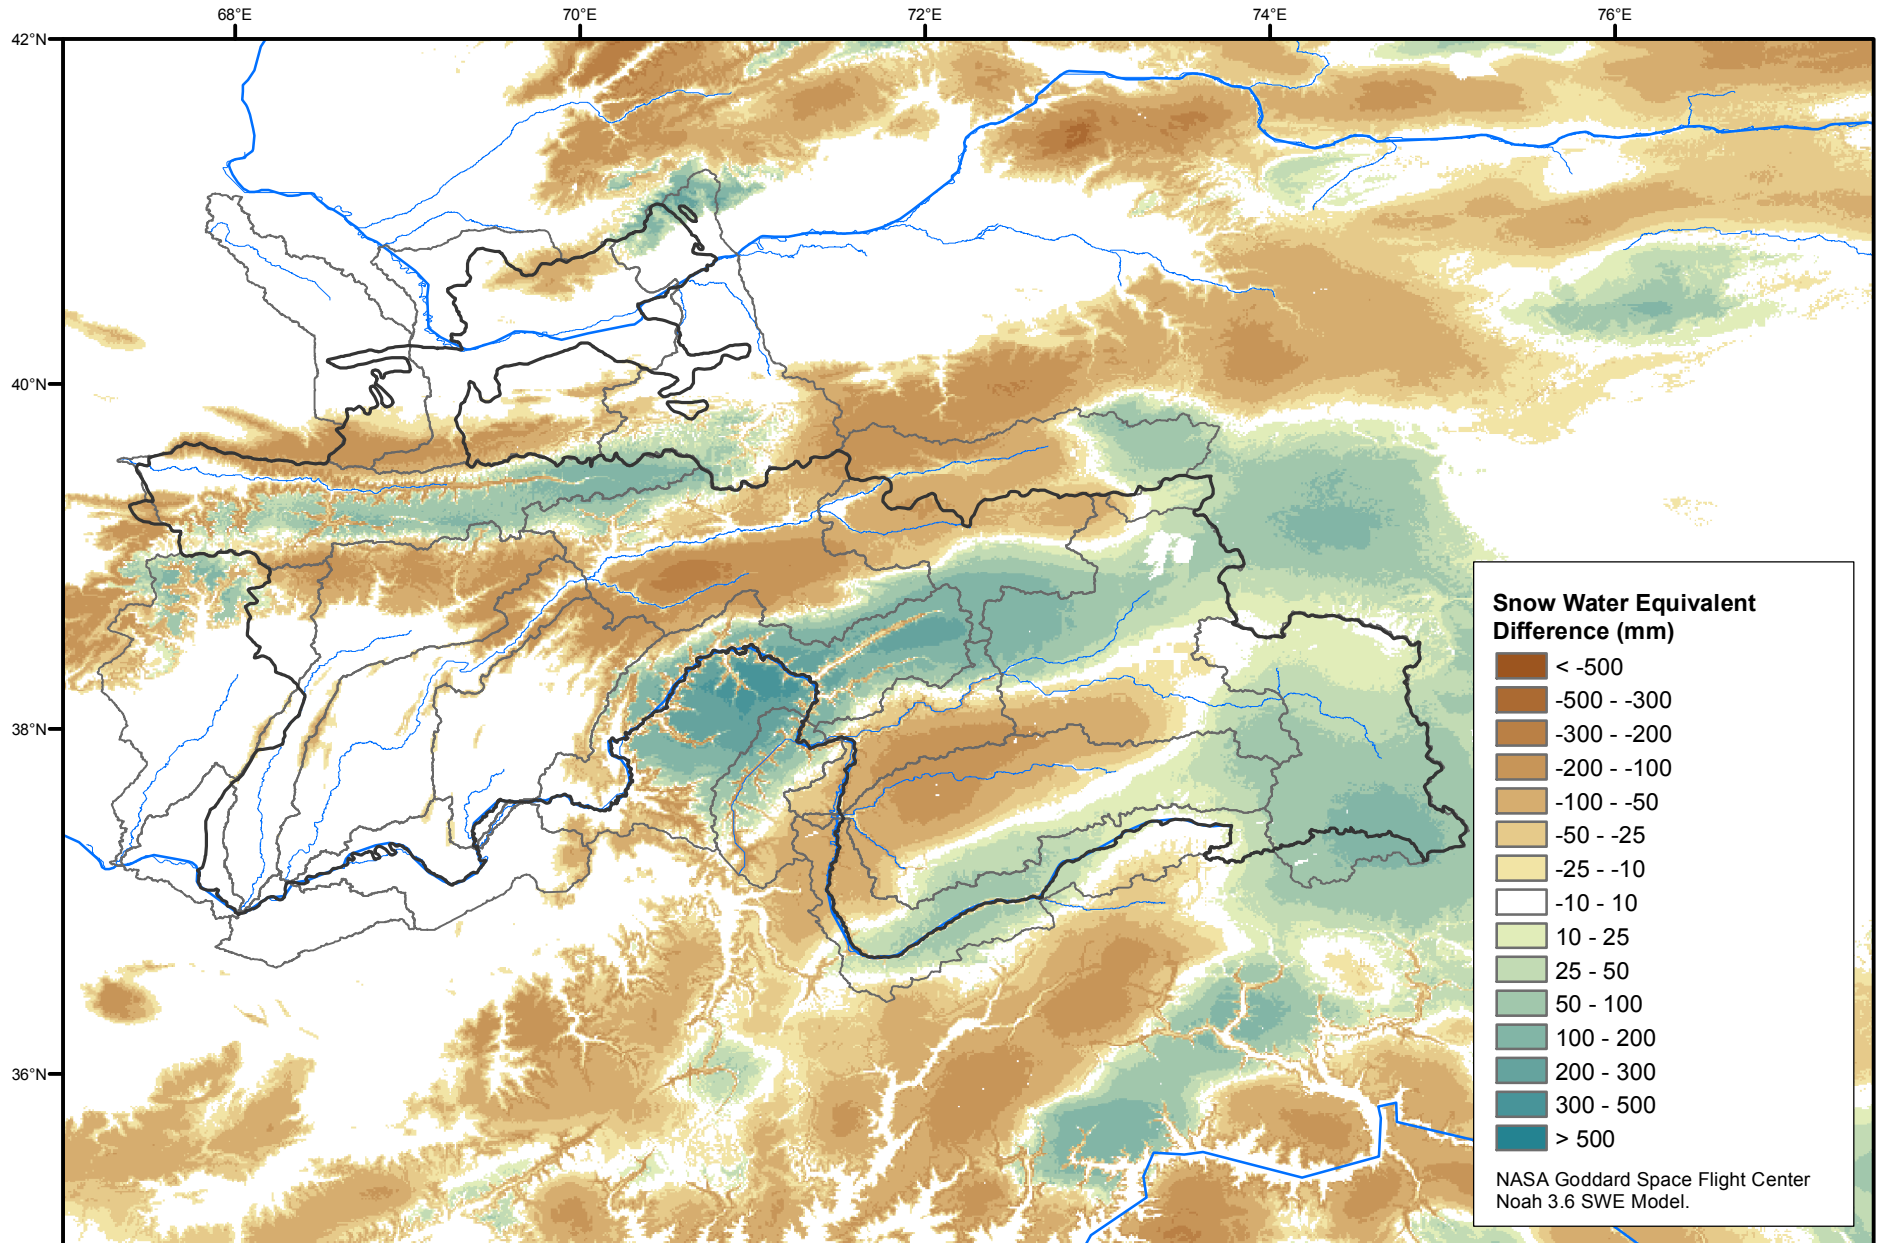 68°E 70°E 72°E 74°E 76°E
42°N
40°N
38°N
36°N
Snow Water Equivalent
Difference (mm)
< -500
-500 - -300
-300 - -200
-200 - -100
-100 - -50
-50 - -25
-25 - -10
-10 - 10
10 - 25
25 - 50
50 - 100
100 - 200
200 - 300
300 - 500
> 500
NASA Goddard Space Flight Center
Noah 3.6 SWE Model.